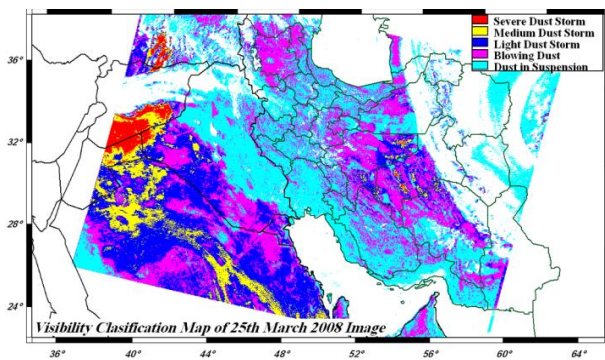 Severe Dust Storm
Medium Dust Storm
Light Dust Storm
Blowing Dust
Dust in Suspension
36°
32°
28°
24°
Visibility Clasification Map of 25th March 2008 Image
36° 40° 44° 48° 52° 56° 60° 64°